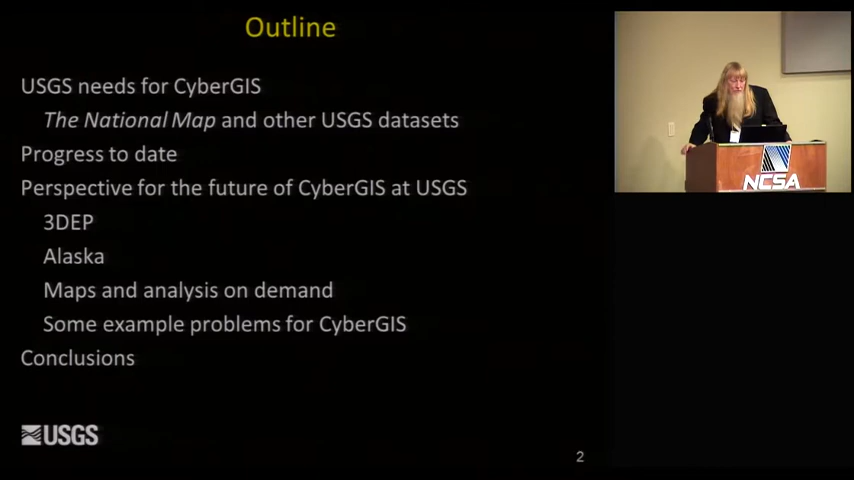 Outline
USGS needs for CyberGIS
The National Map and other USGS datasets
Progress to date
Perspective for the future of CyberGIS at USGS
3DEP
Alaska
Maps and analysis on demand
Some example problems for CyberGIS
Conclusions
USGS
2
NCSA